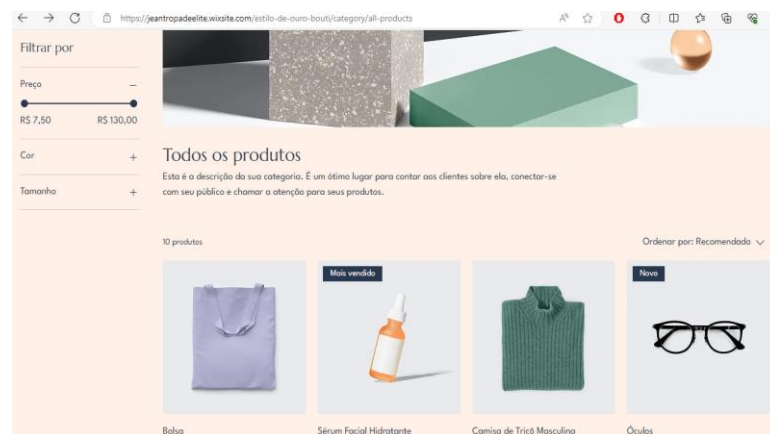 https://jeantropadeelite.wixsite.com/estilo-de-ouro-bouti/category/all-products
Filtrar por
Preço
R$ 7,50 R$ 130,00
Cor
Tamanho
Todos os produtos
Esta é a descrição da sua categoria. É um ótimo lugar para contar aos clientes sobre ela, conectar-se
com seu público e chamar a atenção para seus produtos.
10 produtos
Ordenar por: Recomendado
Mais vendido
Novo
Bolsa
Sérum Facial Hidratante
Camisa de Tricô Masculina
Óculos